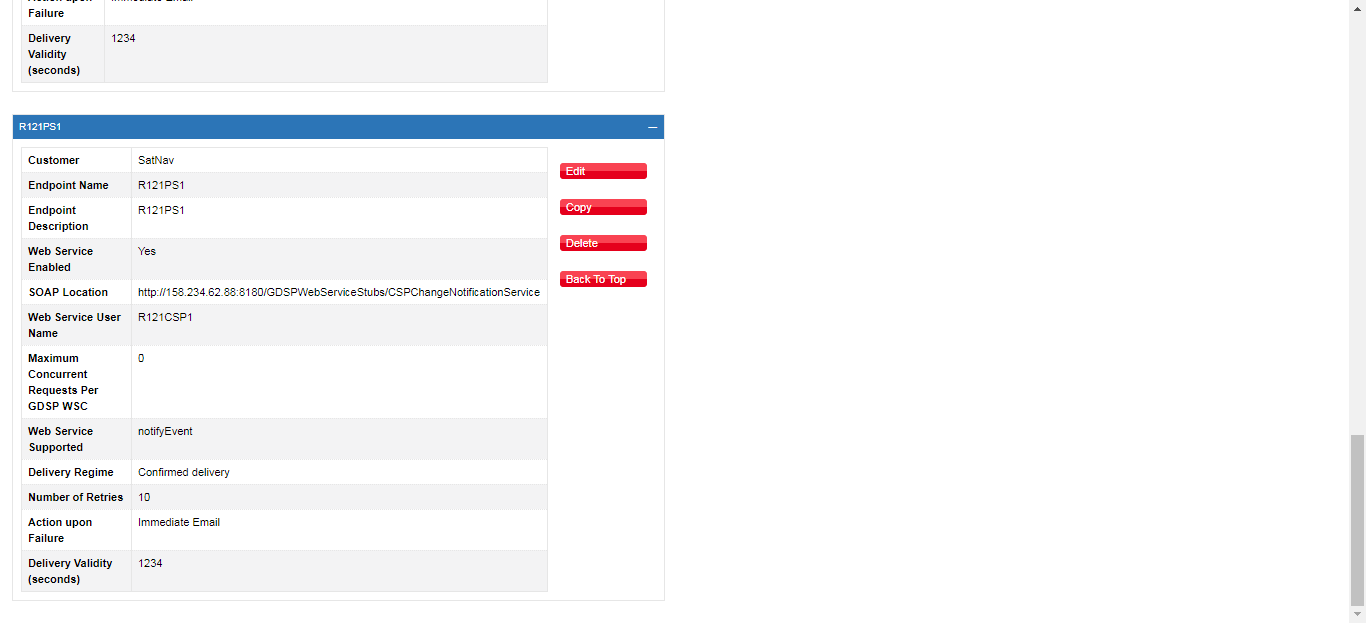 Action upon Immediate Email
Failure
Delivery 1234
Validity
(seconds)
R121PS1
Customer SatNav
Edit
Endpoint Name R121PS1
Endpoint R121PS1
Description
Copy
Web Service Yes
Enabled
Delete
SOAP Location http://158.234.62.88:8180/GDSPWebServiceStubs/CSPChangeNotificationService
Back To Top
Web Service User R121CSP1
Name
Maximum 0
Concurrent
Requests Per
GDSP WSC
Web Service notifyEvent
Supported
Delivery Regime Confirmed delivery
Number of Retries 10
Action upon Immediate Email
Failure
Delivery Validity 1234
(seconds)